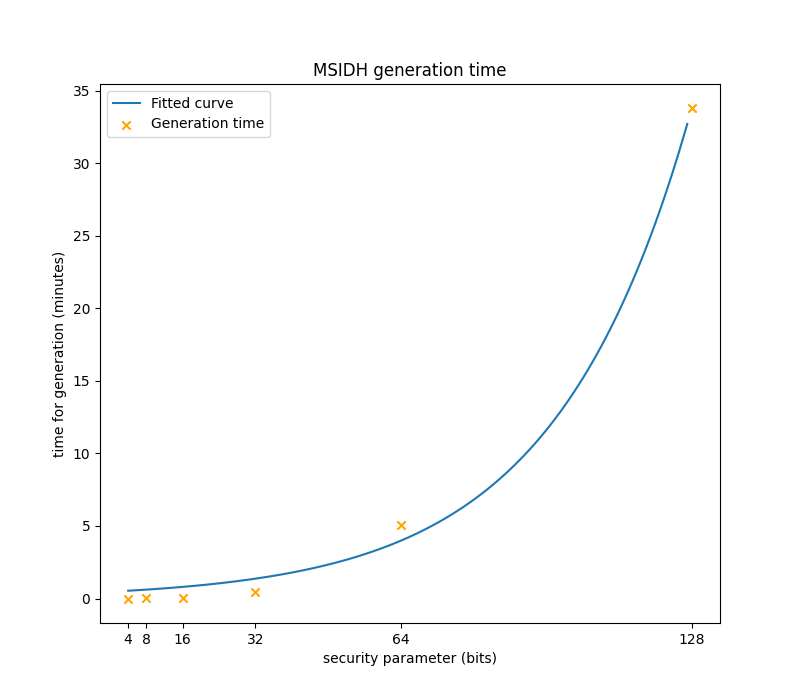 MSIDH generation time
Fitted curve
Generation time
35
30
25
20
15
10
5
0
time for generation (minutes)
4 8 16 32 64 128
security parameter (bits)